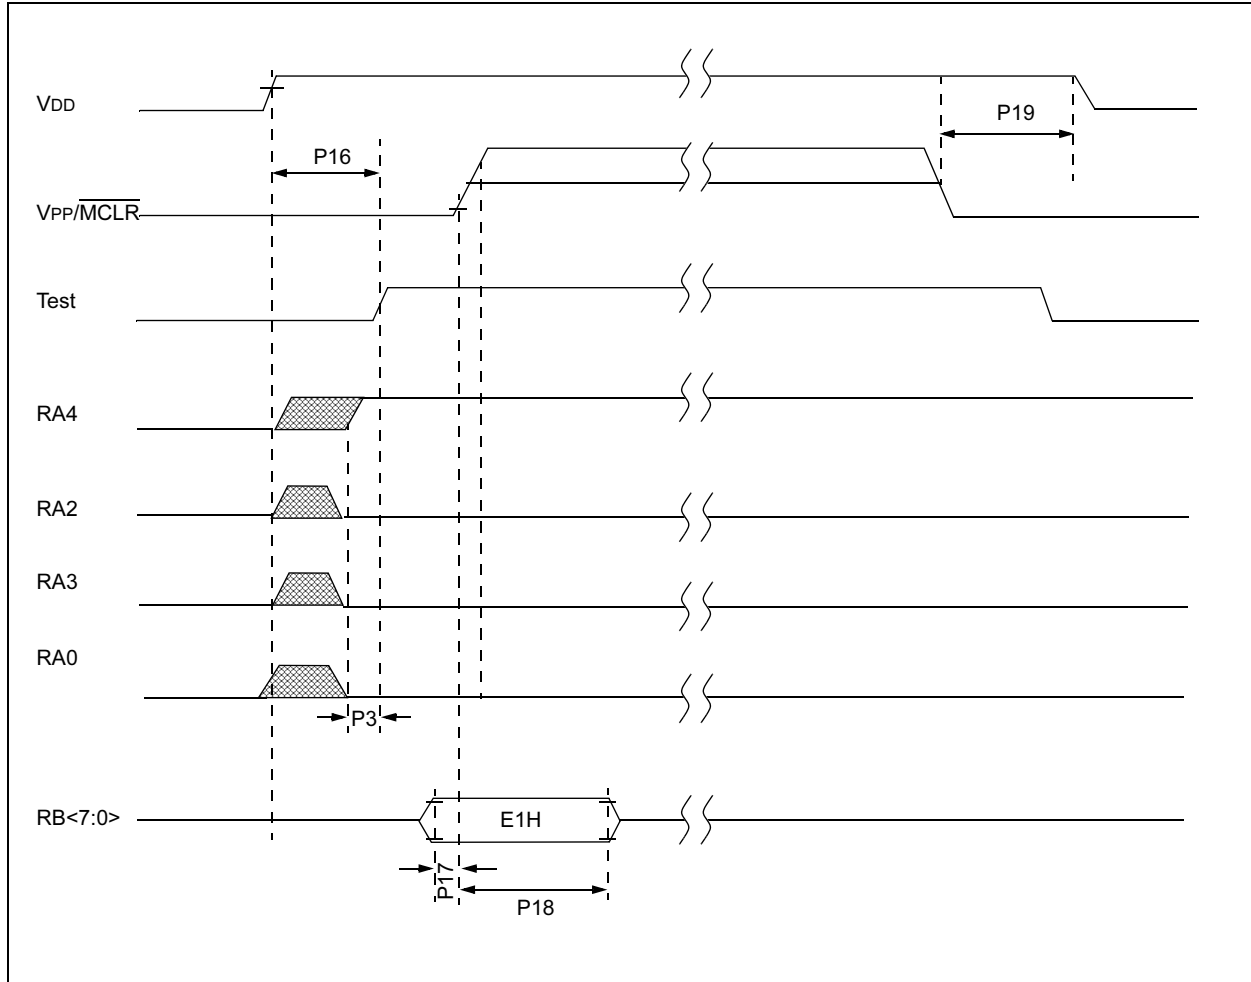 VDD
P19
P16
VPP/MCLR
Test
RA4
RA2
RA3
RA0
P3
RB<7:0>
E1H
P17
P18